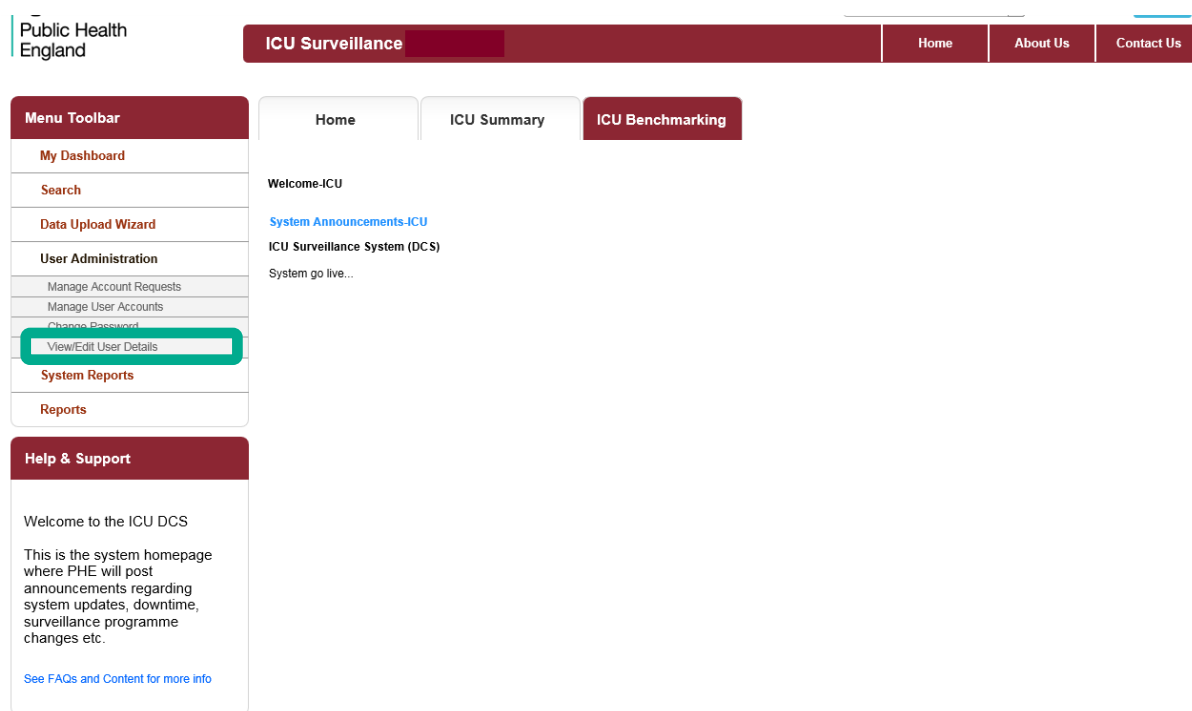 Public Health
England
ICU Surveillance
Home
About Us
Contact Us
Menu Toolbar
My Dashboard
Search
Data Upload Wizard
User Administration
Manage Account Requests
Manage User Accounts
Change Password
View/Edit User Details
System Reports
Reports
Home
ICU Summary
ICU Benchmarking
Welcome-ICU
System Announcements-ICU
ICU Surveillance System (DCS)
System go live...
Help & Support
Welcome to the ICU DCS
This is the system homepage
where PHE will post
announcements regarding
system updates, downtime,
surveillance programme
changes etc.
See FAQs and Content for more info